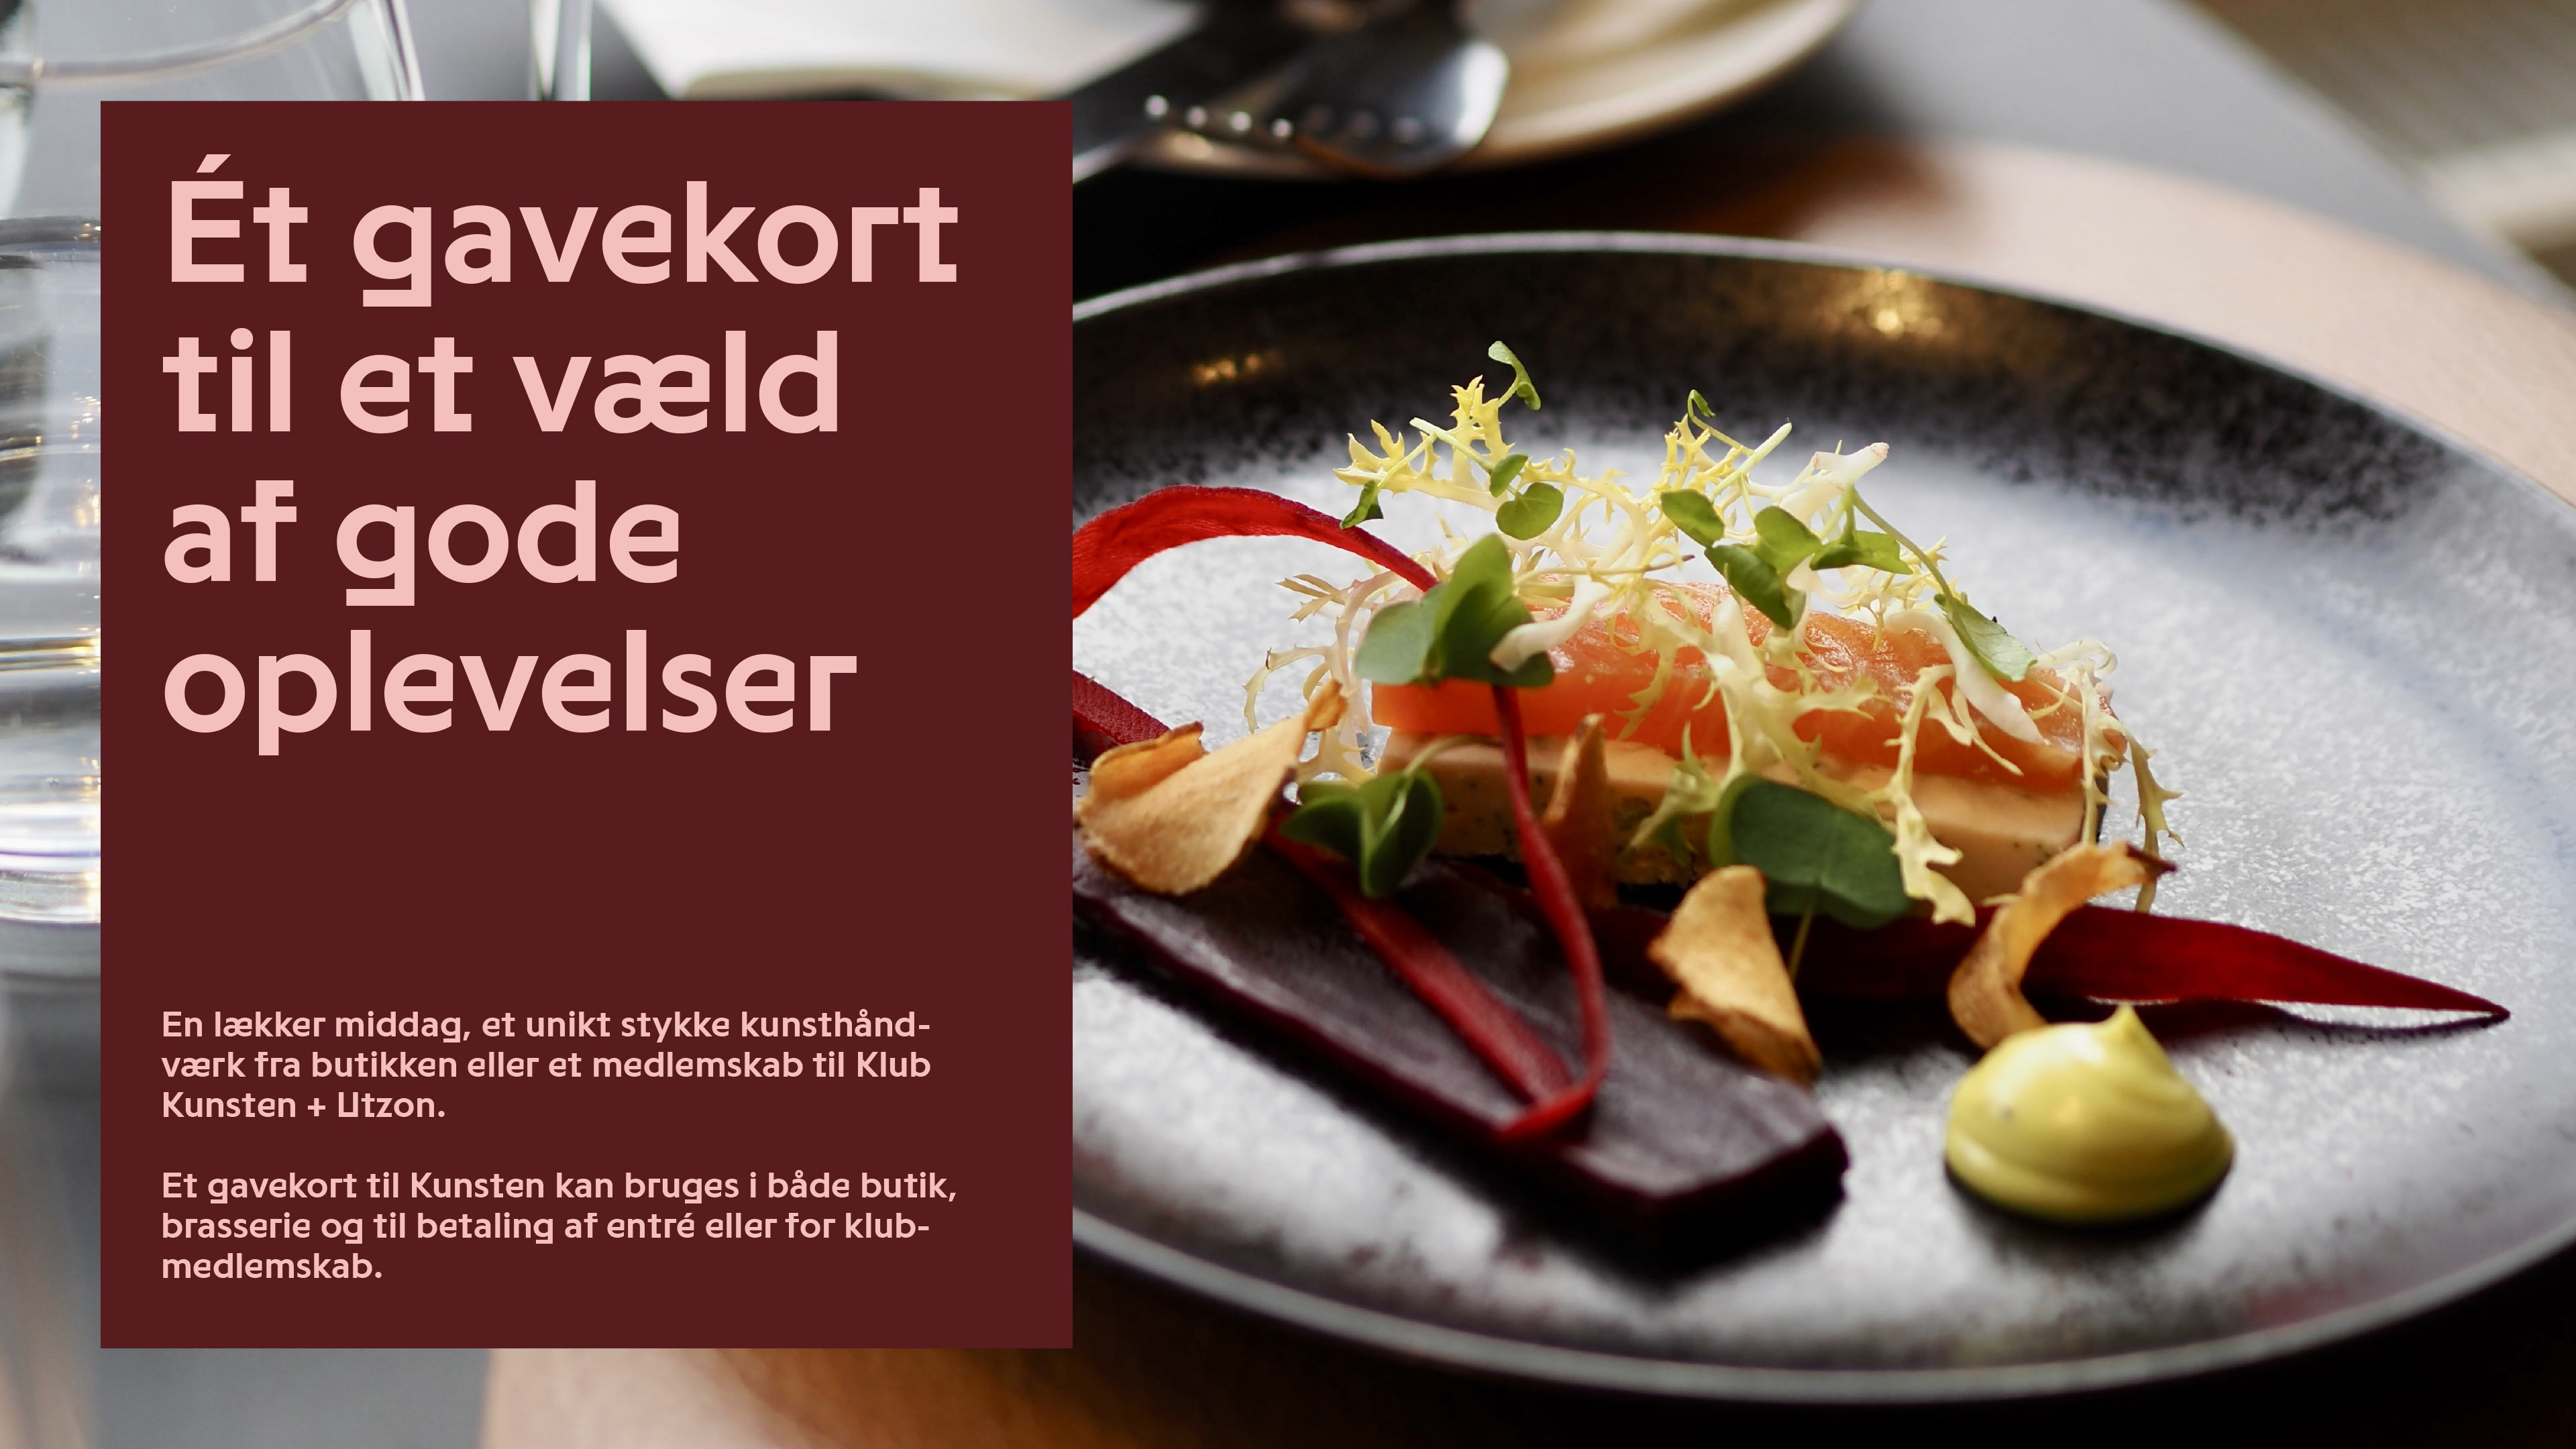 Ét gavekort
til et væld
af gode
oplevelser
En lækker middag, et unikt stykke kunsthånd-
værk fra butikken eller et medlemskab til Klub
Kunsten + Utzon.
Et gavekort til Kunsten kan bruges i både butik,
brasserie og til betaling af entré eller for klub-
medlemskab.